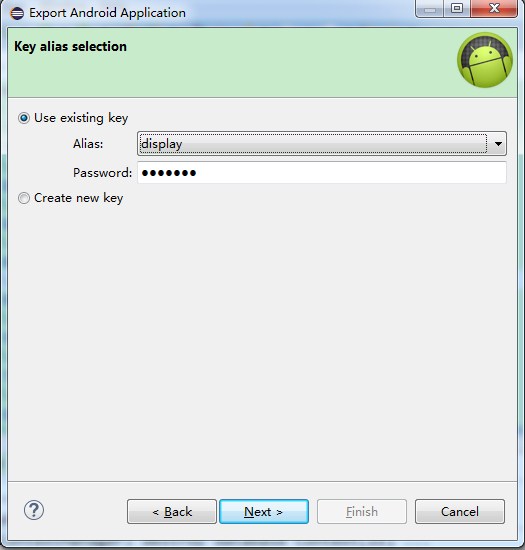 Export Android Application
Key alias selection
Use existing key
Alias: display
Password: •••••••
Create new key
? < Back Next > Finish Cancel